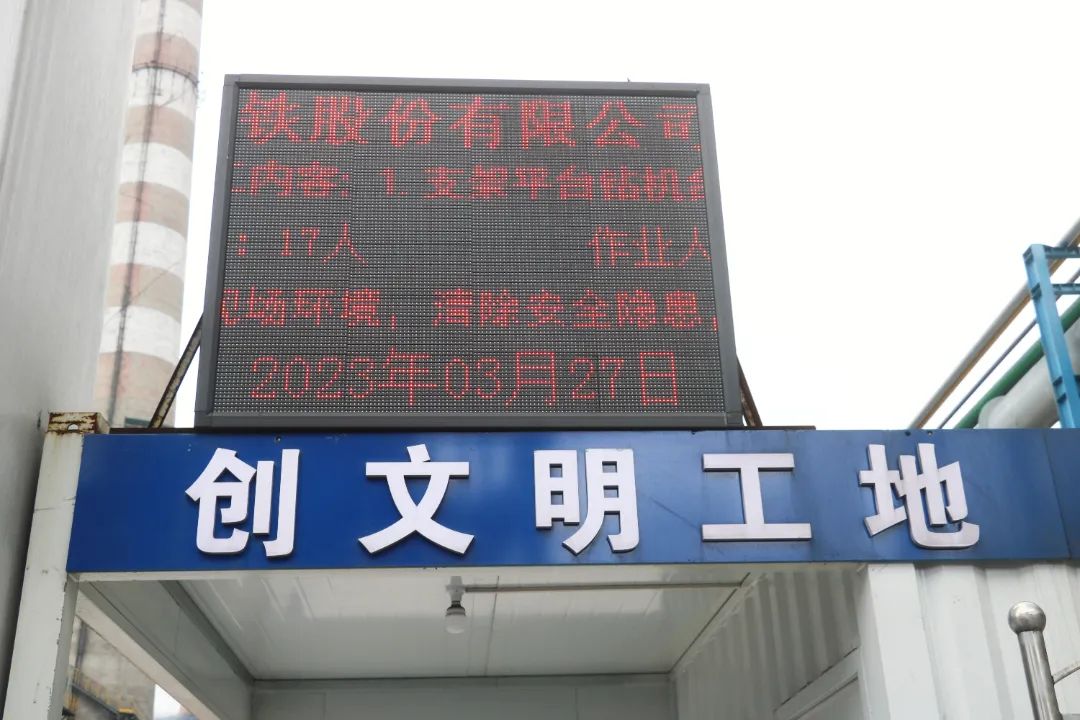 铁股份有限公司
工内容：1 支架平台钻机
：17人 作业人
现场环境，清除安全隐患，
2023年03月27日
创文明工地